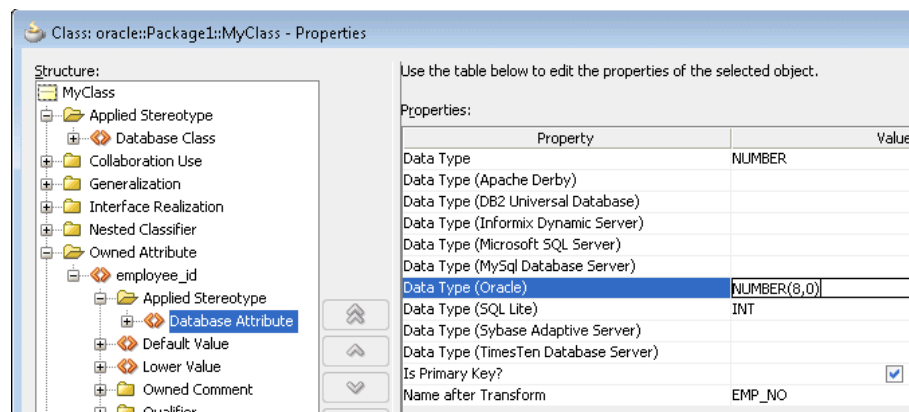 Class: oracle::Package1::MyClass - Properties
Structure:
MyClass
Applied Stereotype
Database Class
Collaboration Use
Generalization
Interface Realization
Nested Classifier
Owned Attribute
employee_id
Applied Stereotype
Database Attribute
Default Value
Lower Value
Owned Comment
Qualifier
Use the table below to edit the properties of the selected object.
Properties:
Property Value
Data Type NUMBER
Data Type (Apache Derby)
Data Type (DB2 Universal Database)
Data Type (Informix Dynamic Server)
Data Type (Microsoft SQL Server)
Data Type (MySql Database Server)
Data Type (Oracle) NUMBER(8,0)
Data Type (SQL Lite) INT
Data Type (Sybase Adaptive Server)
Data Type (TimesTen Database Server)
Is Primary Key?
Name after Transform EMP_NO